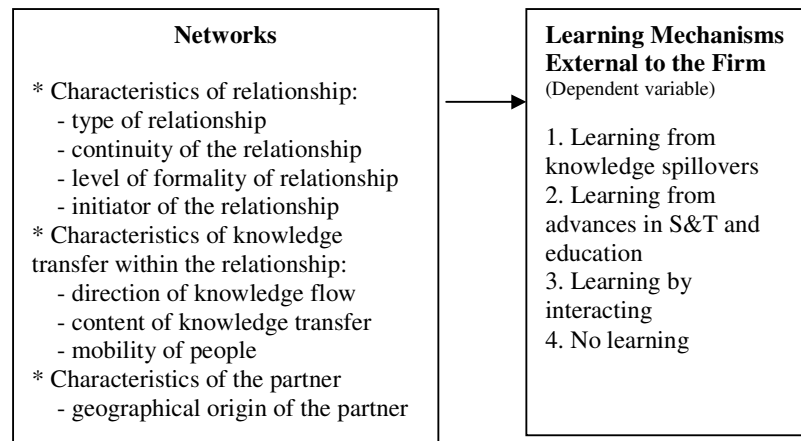 Networks
* Characteristics of relationship:
- type of relationship
- continuity of the relationship
- level of formality of relationship
- initiator of the relationship
* Characteristics of knowledge
transfer within the relationship:
- direction of knowledge flow
- content of knowledge transfer
- mobility of people
* Characteristics of the partner
- geographical origin of the partner
Learning Mechanisms
External to the Firm
(Dependent variable)
1. Learning from
knowledge spillovers
2. Learning from
advances in S&T and
education
3. Learning by
interacting
4. No learning